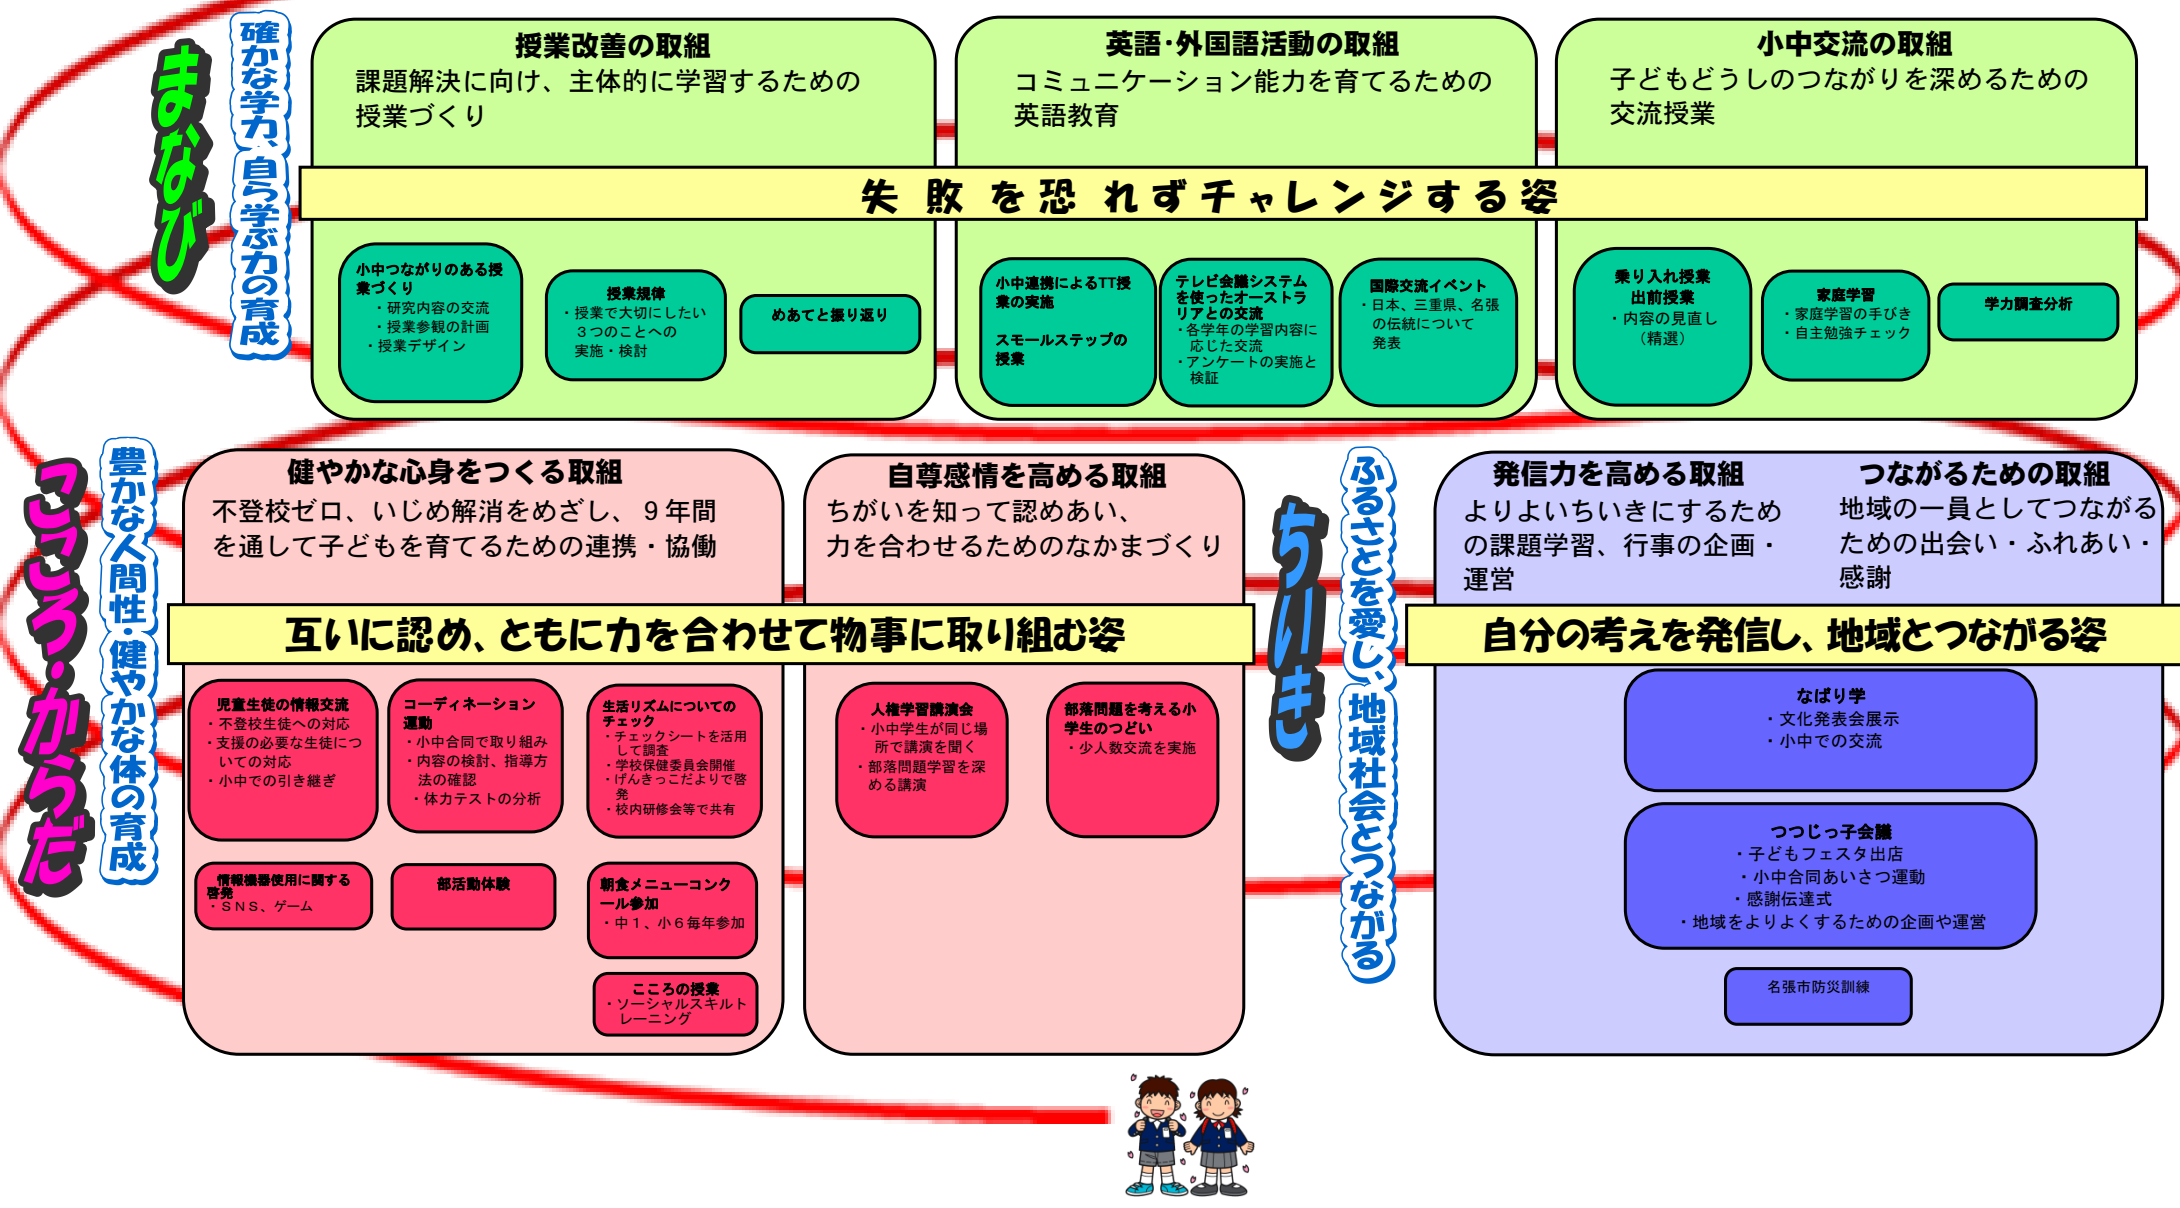 まなび
確かな学力、自ら学ぶ力の育成
授業改善の取組
課題解決に向け、主体的に学習するための
授業づくり
英語・外国語活動の取組
コミュニケーション能力を育てるための
英語教育
小中交流の取組
子どもどうしのつながりを深めるための
交流授業
失敗を恐れずチャレンジする姿
小中つながりのある授
業づくり
・研究内容の交流
・授業参観の計画
・授業デザイン
授業規律
・授業で大切にしたい
３つのことへの
実施・検討
めあてと振り返り
小中連携によるTT授
業の実施
スモールステップの
授業
テレビ会議システム
を使ったオーストラ
リアとの交流
・各学年の学習内容に
応じた交流
・アンケートの実施と
検証
国際交流イベント
・日本、三重県、名張
の伝統について
発表
乗り入れ授業
出前授業
・内容の見直し
（精選）
家庭学習
・家庭学習の手びき
・自主勉強チェック
学力調査分析
こころ・からだ
豊かな人間性・健やかな体の育成
健やかな心身をつくる取組
不登校ゼロ、いじめ解消をめざし、９年間
を通して子どもを育てるための連携・協働
自尊感情を高める取組
ちがいを知って認めあい、
力を合わせるためのなかまづくり
互いに認め、ともに力を合わせて物事に取り組む姿
児童生徒の情報交流
・不登校生徒への対応
・支援の必要な生徒につ
いての対応
・小中での引き継ぎ
コーディネーション
運動
・小中合同で取り組み
・内容の検討、指導方
法の確認
・体力テストの分析
生活リズムについての
チェック
・チェックシートを活用
して調査
・学校保健委員会開催
・げんきっこだよりで啓
発
・校内研修会等で共有
人権学習講演会
・小中学生が同じ場
所で講演を聞く
・部落問題学習を深
める講演
部落問題を考える小
学生のつどい
・少人数交流を実施
情報機器使用に関する
啓発
・ＳＮＳ、ゲーム
部活動体験
朝食メニューコンク
ール参加
・中１、小６毎年参加
こころの授業
・ソーシャルスキルト
レーニング
ちいき
ふるさとを愛し、地域社会とつながる
発信力を高める取組
よりよいちいきにするため
の課題学習、行事の企画・
運営
つながるための取組
地域の一員としてつながる
ための出会い・ふれあい・
感謝
自分の考えを発信し、地域とつながる姿
なばり学
・文化発表会展示
・小中での交流
つつじっ子会議
・子どもフェスタ出店
・小中合同あいさつ運動
・感謝伝達式
・地域をよりよくするための企画や運営
名張市防災訓練